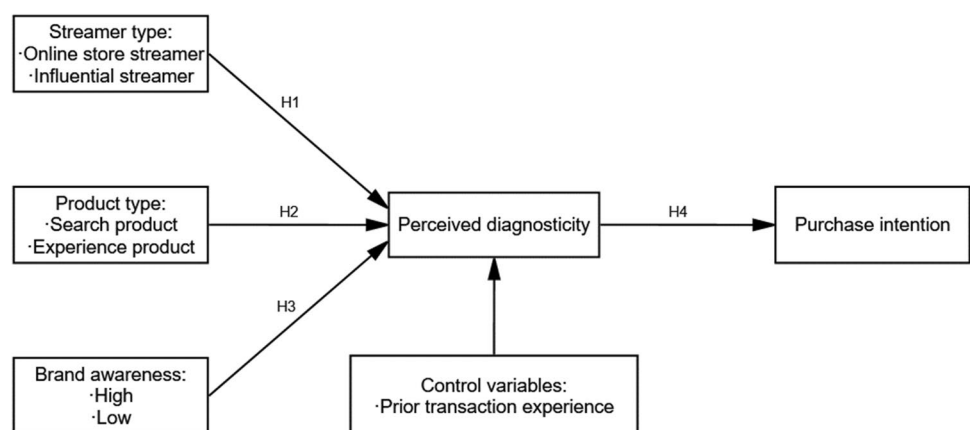 Streamer type:
·Online store streamer
·Influential streamer
H1
Product type:
·Search product
·Experience product
H2
Perceived diagnosticity
H4
Purchase intention
H3
Brand awareness:
·High
·Low
Control variables:
·Prior transaction experience